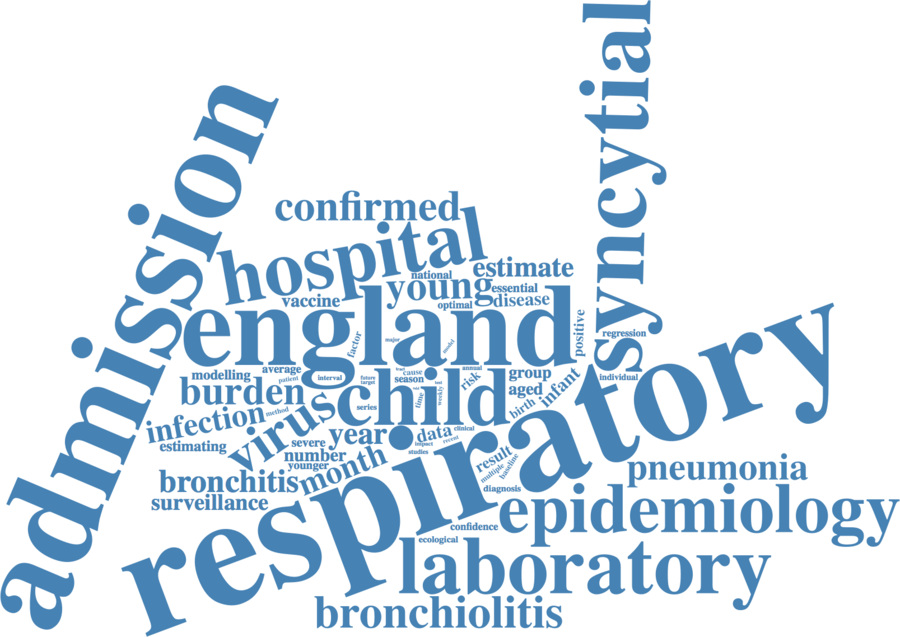 syncytial
admission
confirmed
hospital
national
estimate
young
essential
vaccine
optimal
disease
england
positive
factor
major
model
regression
modelling
average
patient
interval
future
target
trust
cause
season
annual
risk
group
individual
burden
child
aged
infant
birth
infection
method
virus
series
time
weekly
test
estimating
severe
year
data
clinical
recent
impact
studies
number
younger
month
result
multiple
baseline
respiratory
bronchitis
surveillance
diagnosis
pneumonia
epidemiology
confidence
ecological
laboratory
bronchiolitis